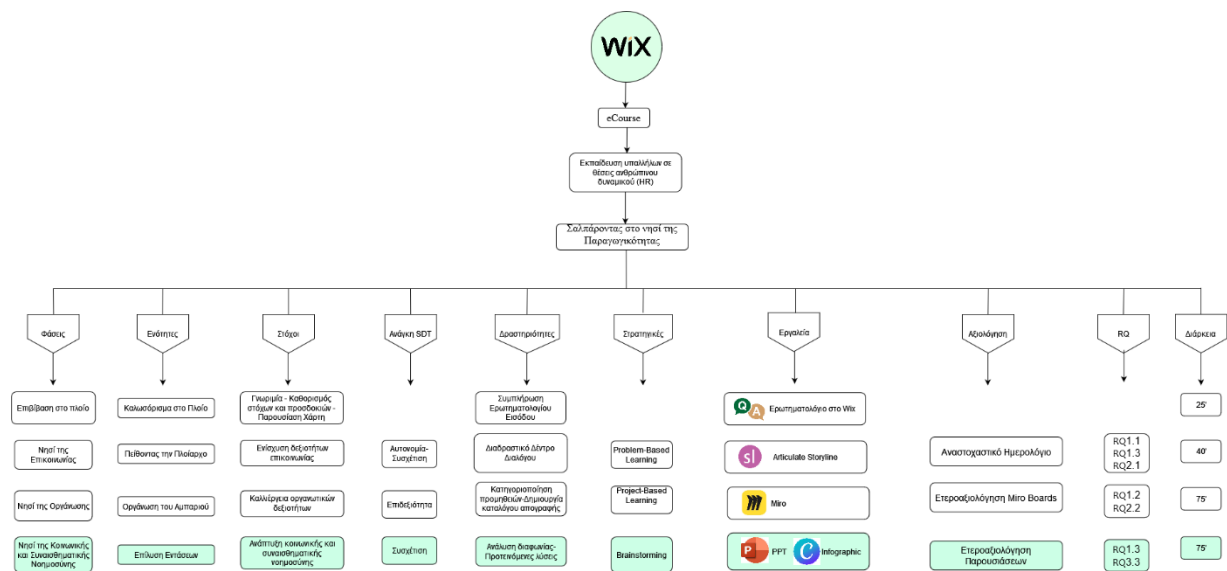 WiX
eCourse
Εκπαίδευση υπαλλήλων σε
θέσεις ανθρώπινου
δυναμικού (HR)
Σαλπάροντας στο νησί της
Παραγωγικότητας
Φάσεις
Ενότητες
Στόχοι
Ανάγκη SDT
Δραστηριότητες
Στρατηγικές
Εργαλεία
Αξιολόγηση
RQ
Διάρκεια
Επιβίβαση στο πλοίο
Καλωσόρισμα στο Πλοίο
Γνωριμία - Καθορισμός
στόχων και προσδοκιών -
Παρουσίαση Χάρτη
Συμπλήρωση
Ερωτηματολογίου
Εισόδου
Q
A
Ερωτηματολόγιο στο Wix
25'
Νησί της
Επικοινωνίας
Πείθοντας την Πλοίαρχο
Ενίσχυση δεξιοτήτων
επικοινωνίας
Αυτονομία-
Συσχέτιση
Διαδραστικό Δέντρο
Διαλόγου
Problem-Based
Learning
sl
Articulate Storyline
Αναστοχαστικό Ημερολόγιο
RQ1.1
RQ1.3
RQ2.1
40'
Νησί της Οργάνωσης
Οργάνωση του Αμπαριού
Καλλιέργεια οργανωτικών
δεξιοτήτων
Επιδεξιότητα
Κατηγοριοποίηση
προμηθειών-Δημιουργία
καταλόγου απογραφής
Project-Based
Learning
Miro
Ετεροαξιολόγηση Miro Boards
RQ1.2
RQ2.2
75'
Νησί της Κοινωνικής
και Συναισθηματικής
Νοημοσύνης
Επίλυση Εντάσεων
Ανάπτυξη κοινωνικής και
συναισθηματικής
νοημοσύνης
Συσχέτιση
Ανάλυση διαφωνίας-
Προτεινόμενες λύσεις
Brainstorming
P
PPT
C
Infographic
Ετεροαξιολόγηση
Παρουσιάσεων
RQ1.3
RQ3.3
75'